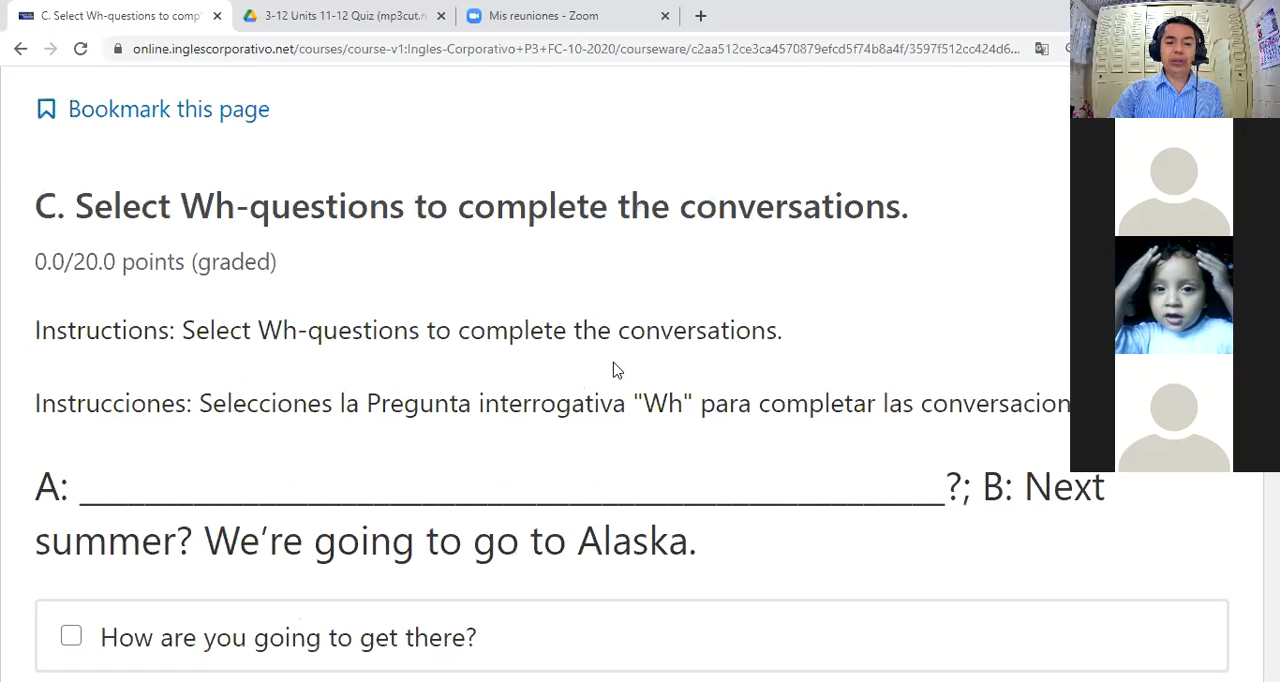 C. Select Wh-questions to comp
3-12 Units 11-12 Quiz (mp3cut.n
Mis reuniones - Zoom
online.inglescorporativo.net/courses/course-v1:Ingles-Corporativo+P3+FC-10-2020/courseware/c2aa512ce3ca4570879efcd5f74b8a4f/3597f512cc424d6...
Bookmark this page
C. Select Wh-questions to complete the conversations.
0.0/20.0 points (graded)
Instructions: Select Wh-questions to complete the conversations.
Instrucciones: Selecciones la Pregunta interrogativa "Wh" para completar las conversacion
A: ________________________________________?; B: Next
summer? We’re going to go to Alaska.
How are you going to get there?